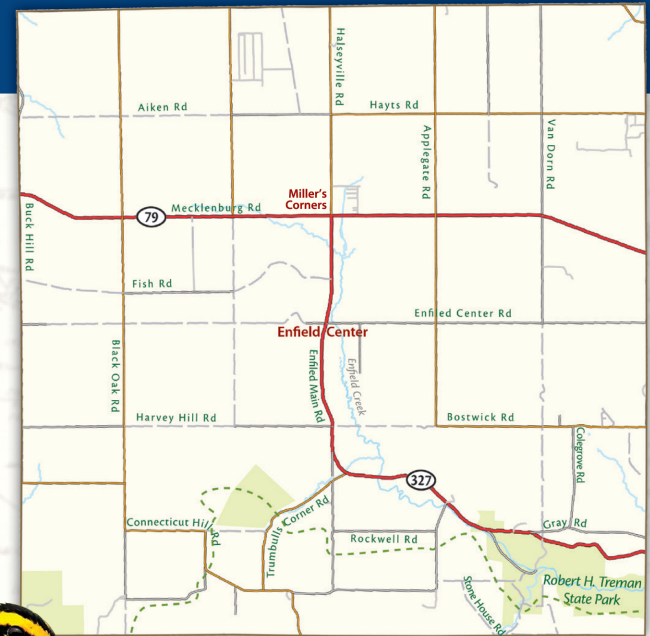 Halseyville Rd
Aiken Rd
Hayts Rd
Applegate Rd
Van Dorn Rd
Miller's
Corners
Mecklenburg Rd
79
Buck Hill Rd
Fish Rd
Enfiled Center Rd
Enfield Center
Black Oak Rd
Enfiled Main Rd
Enfield Creek
Harvey Hill Rd
Bostwick Rd
Colegrove Rd
327
Connecticut Hill Rd
Trumbulls Corner Rd
Gray Rd
Rockwell Rd
Stone House Rd
Robert H. Treman
State Park